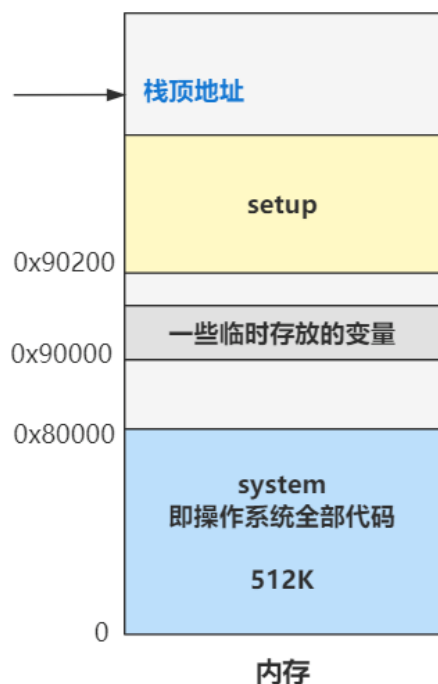 栈顶地址
setup
0x90200
一些临时存放的变量
0x90000
0x80000
system
即操作系统全部代码
512K
0
内存